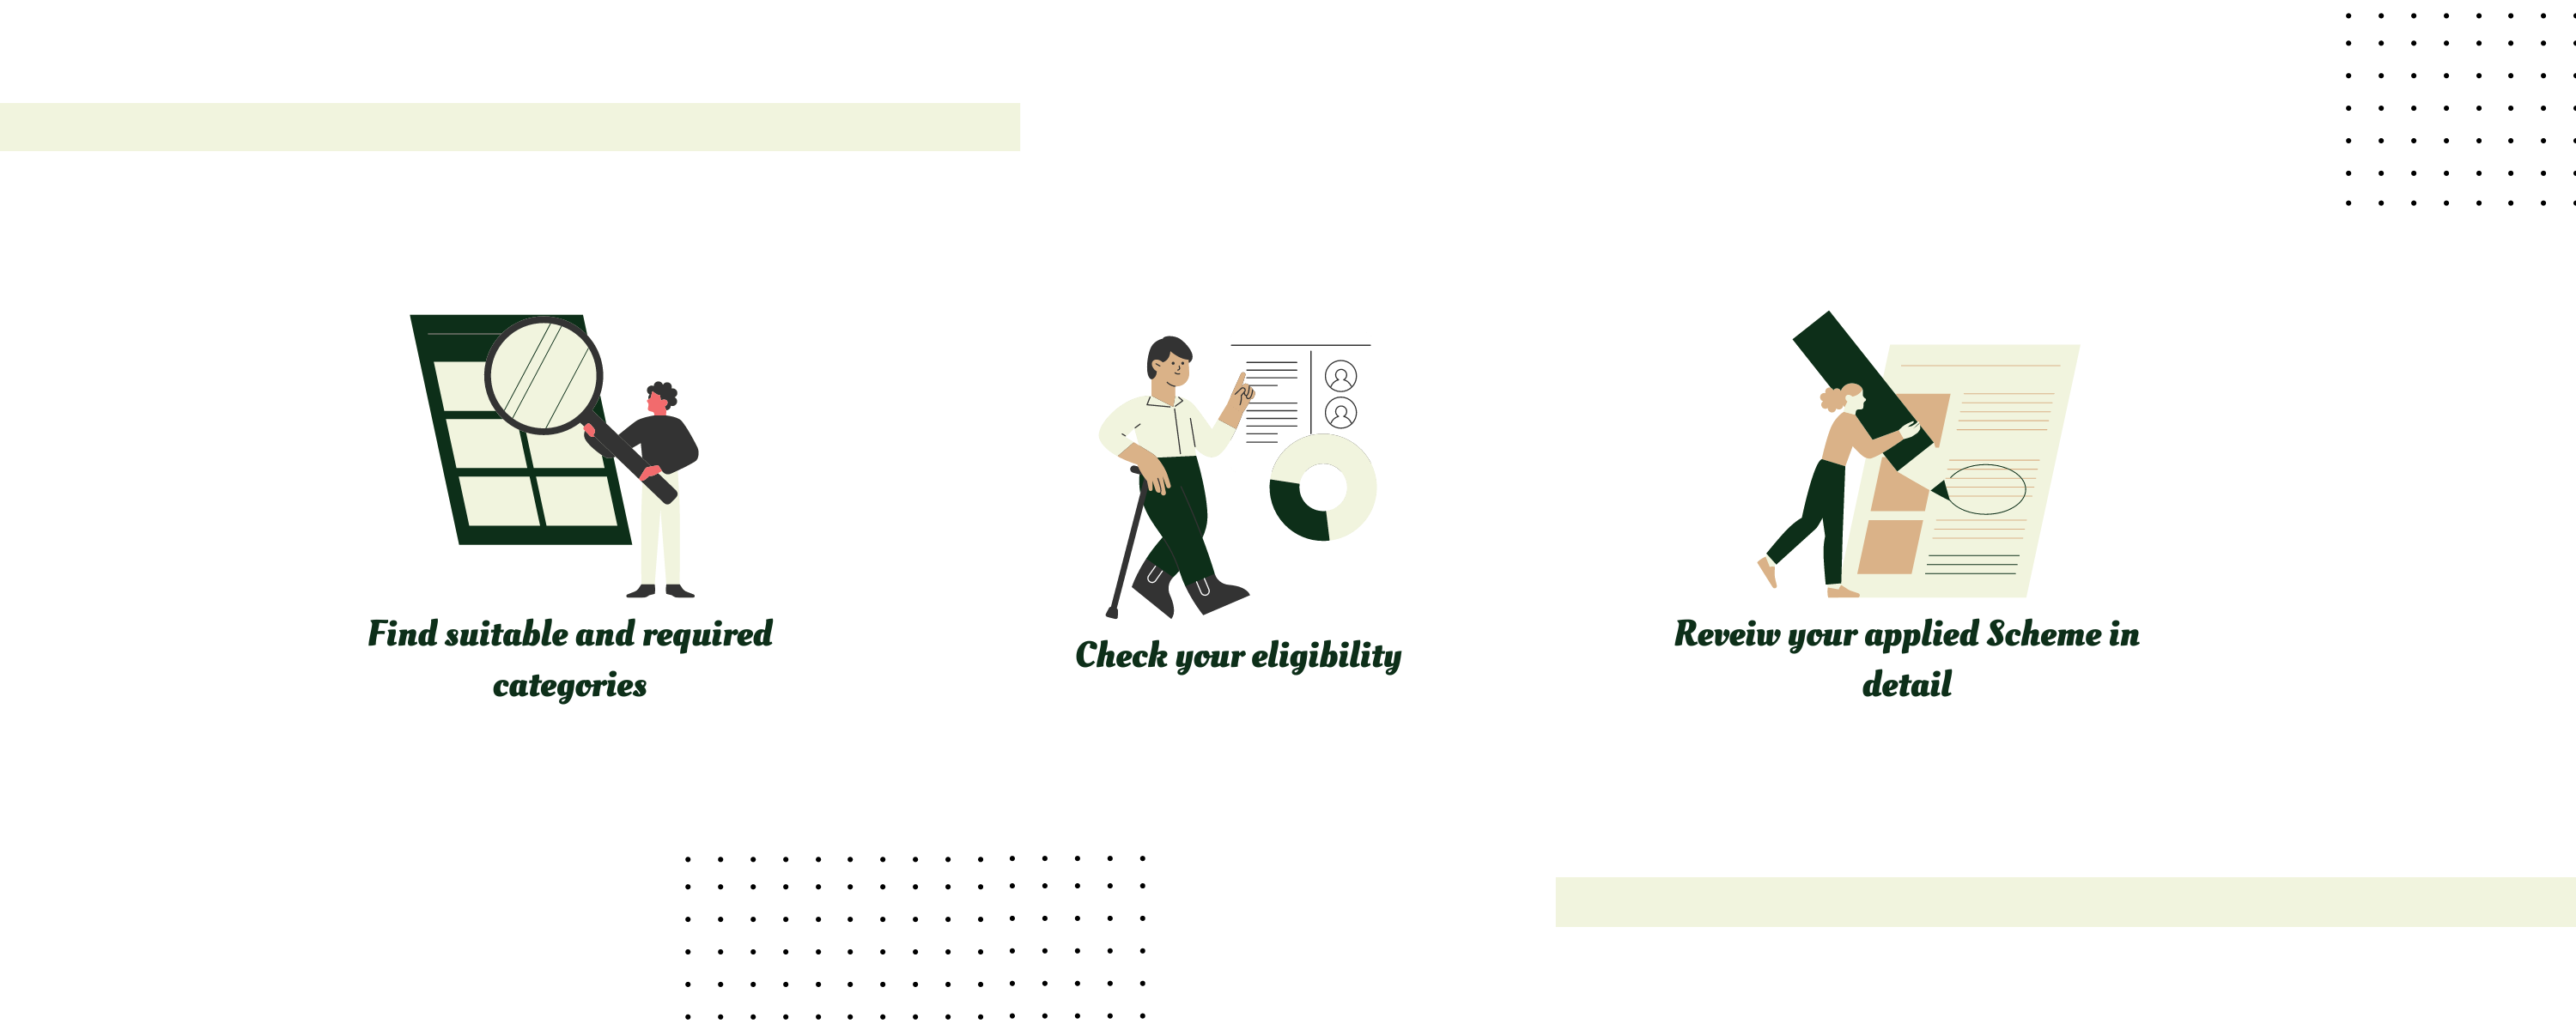 Find suitable and required
categories
Check your eligibility
Reveiw your applied Scheme in
detail